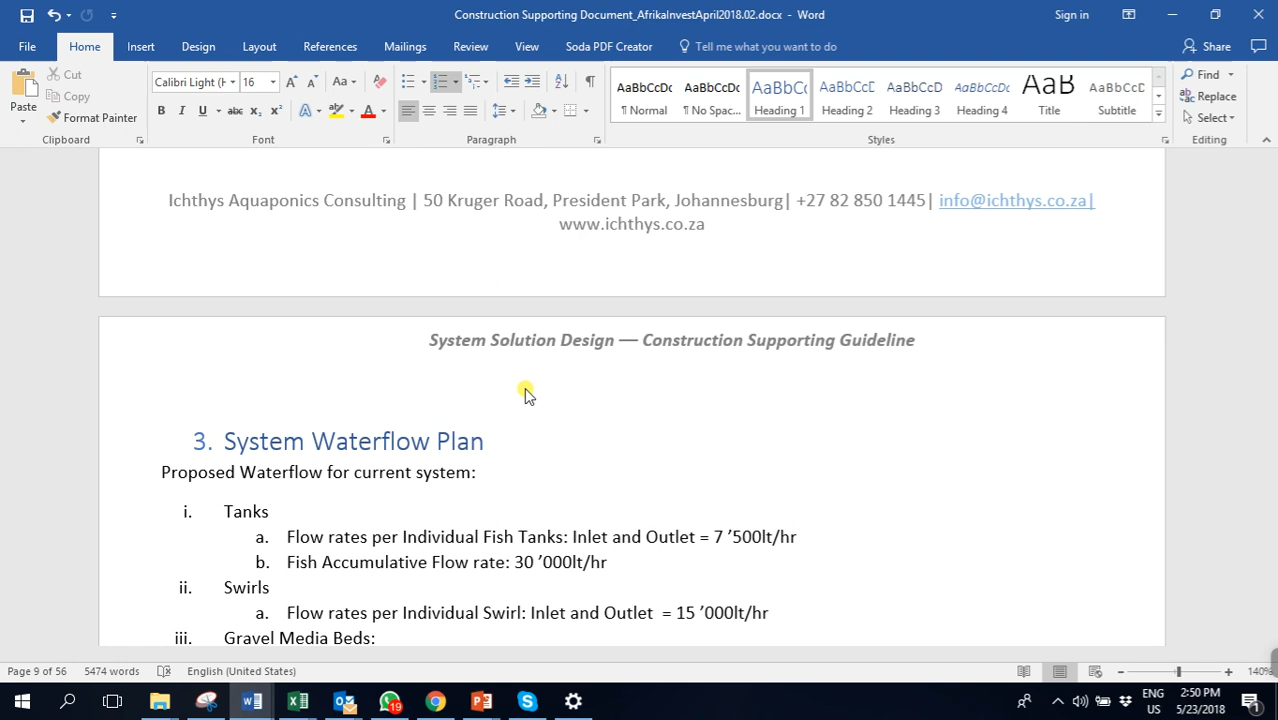 Construction Supporting Document_AfrikaInvestApril2018.02.docx - Word
Sign in
File Home Insert Design Layout References Mailings Review View Soda PDF Creator Tell me what you want to do Share
Paste
Cut
Copy
Format Painter
Clipboard
Calibri Light (H 16
Font
Paragraph
AaBbCcDc ¶ Normal
AaBbCcDc ¶ No Spac...
AaBbCc Heading 1
AaBbCcD Heading 2
AaBbCcDc Heading 3
AaBbCcDc Heading 4
AaB Title
AaBbCcDc Subtitle
Styles
Find
Replace
Select
Editing
Ichthys Aquaponics Consulting | 50 Kruger Road, President Park, Johannesburg| +27 82 850 1445| info@ichthys.co.za|
www.ichthys.co.za
System Solution Design — Construction Supporting Guideline
3. System Waterflow Plan
Proposed Waterflow for current system:
i. Tanks
a. Flow rates per Individual Fish Tanks: Inlet and Outlet = 7 ’500lt/hr
b. Fish Accumulative Flow rate: 30 ’000lt/hr
ii. Swirls
a. Flow rates per Individual Swirl: Inlet and Outlet = 15 ’000lt/hr
iii. Gravel Media Beds:
Page 9 of 56 5474 words English (United States) 140%
19
ENG
US
2:50 PM
5/23/2018
1